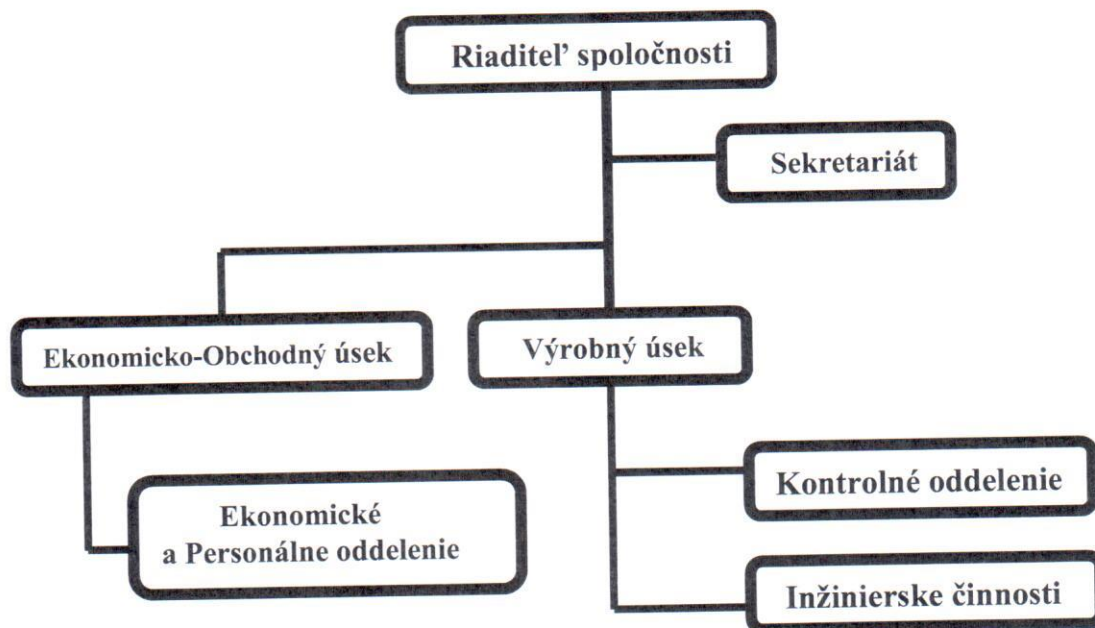 Riaditeľ spoločnosti
Sekretariát
Ekonomicko-Obchodný úsek
Výrobný úsek
Kontrolné oddelenie
Ekonomické
a Personálne oddelenie
Inžinierske činnosti